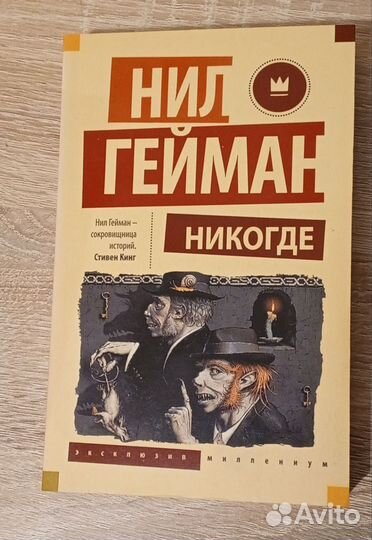 НИЛ
ГЕЙМАН
Нил Гейман –
сокровищница
историй.
Стивен Кинг
НИКОГДЕ
эксклюзив миллениум
Avito